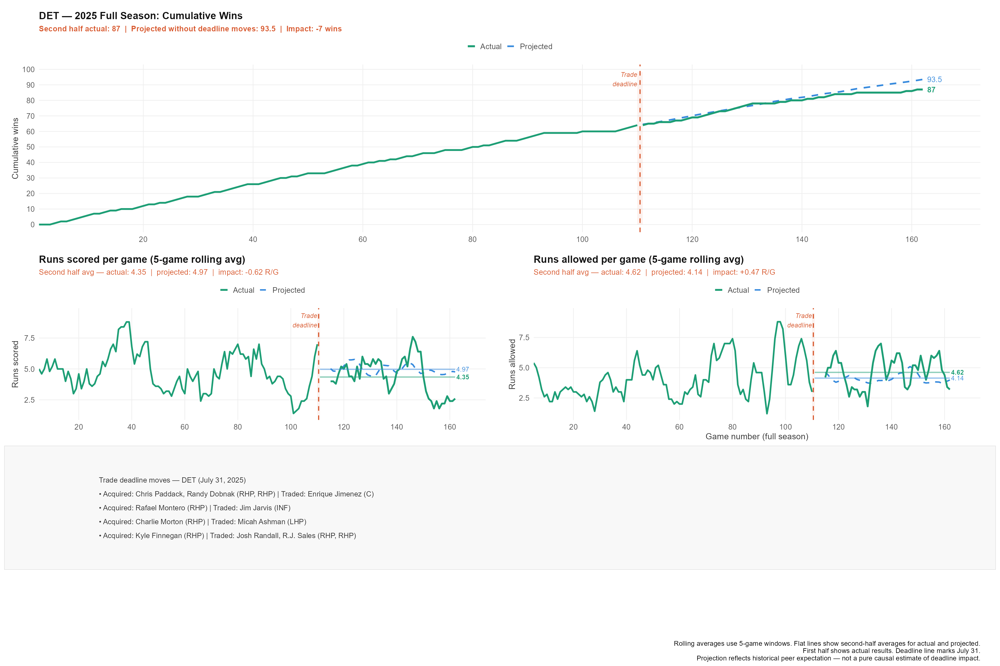 DET — 2025 Full Season: Cumulative Wins
Second half actual: 87 | Projected without deadline moves: 93.5 | Impact: -7 wins
Actual Projected
Cumulative wins
100
90
80
70
60
50
40
30
20
10
0
Trade
deadline
93.5
87
20 40 60 80 100 120 140 160
Runs scored per game (5-game rolling avg)
Second half avg — actual: 4.35 | projected: 4.97 | impact: -0.62 R/G
Actual Projected
Runs scored
7.5
5.0
2.5
Trade
deadline
4.97
4.35
20 40 60 80 100 120 140 160
Runs allowed per game (5-game rolling avg)
Second half avg — actual: 4.62 | projected: 4.14 | impact: +0.47 R/G
Actual Projected
Runs allowed
7.5
5.0
2.5
Trade
deadline
4.62
4.14
20 40 60 80 100 120 140 160
Game number (full season)
Trade deadline moves — DET (July 31, 2025)
• Acquired: Chris Paddack, Randy Dobnak (RHP, RHP) | Traded: Enrique Jimenez (C)
• Acquired: Rafael Montero (RHP) | Traded: Jim Jarvis (INF)
• Acquired: Charlie Morton (RHP) | Traded: Micah Ashman (LHP)
• Acquired: Kyle Finnegan (RHP) | Traded: Josh Randall, R.J. Sales (RHP, RHP)
Rolling averages use 5-game windows. Flat lines show second-half averages for actual and projected.
First half shows actual results. Deadline line marks July 31.
Projection reflects historical peer expectation — not a pure causal estimate of deadline impact.